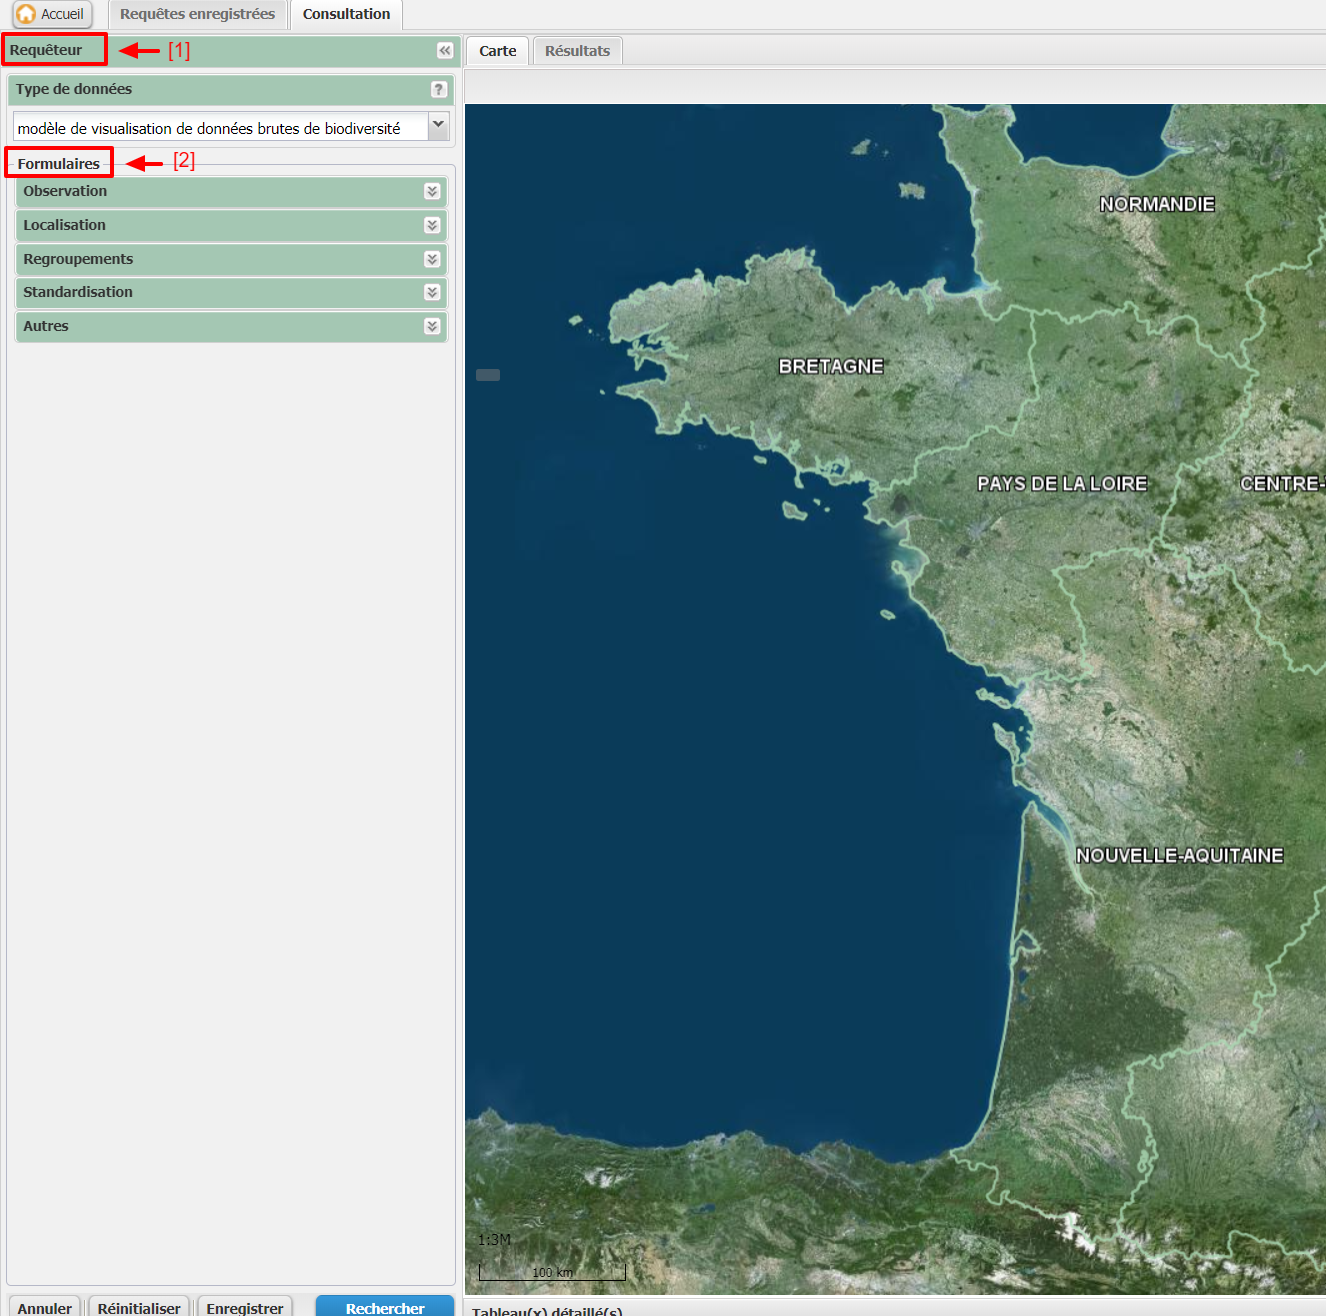 Accueil
Requêtes enregistrées
Consultation
Requêteur
[1]
Type de données
?
modèle de visualisation de données brutes de biodiversité
Formulaires
[2]
Observation
Localisation
Regroupements
Standardisation
Autres
Annuler
Réinitialiser
Enregistrer
Rechercher
Carte
Résultats
NORMANDIE
BRETAGNE
PAYS DE LA LOIRE
CENTRE-
NOUVELLE-AQUITAINE
1:3M
100 km
Tableau(x) détaillé(s)